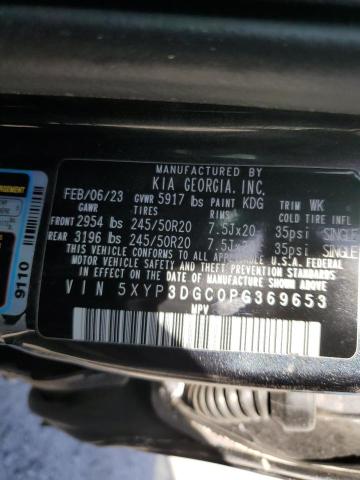 MANUFACTURED BY
KIA GEORGIA, INC.
FEB/06/23 GVWR 5917 lbs PAINT KDG TRIM WK
GAWR TIRES RIMS COLD TIRE INFL
FRONT 2954 lbs 245/50R20 7.5Jx20 35psi SINGLE
REAR 3196 lbs 245/50R20 7.5Jx20 35psi SINGLE
THIS VEHICLE CONFORMS TO ALL APPLICABLE U.S.A. FEDERAL
MOTOR VEHICLE SAFETY AND THEFT PREVENTION STANDARDS IN
EFFECT ON THE DATE OF MANUFACTURE SHOWN ABOVE
VIN 5XYP3DGC0PG369653
MPV
9110